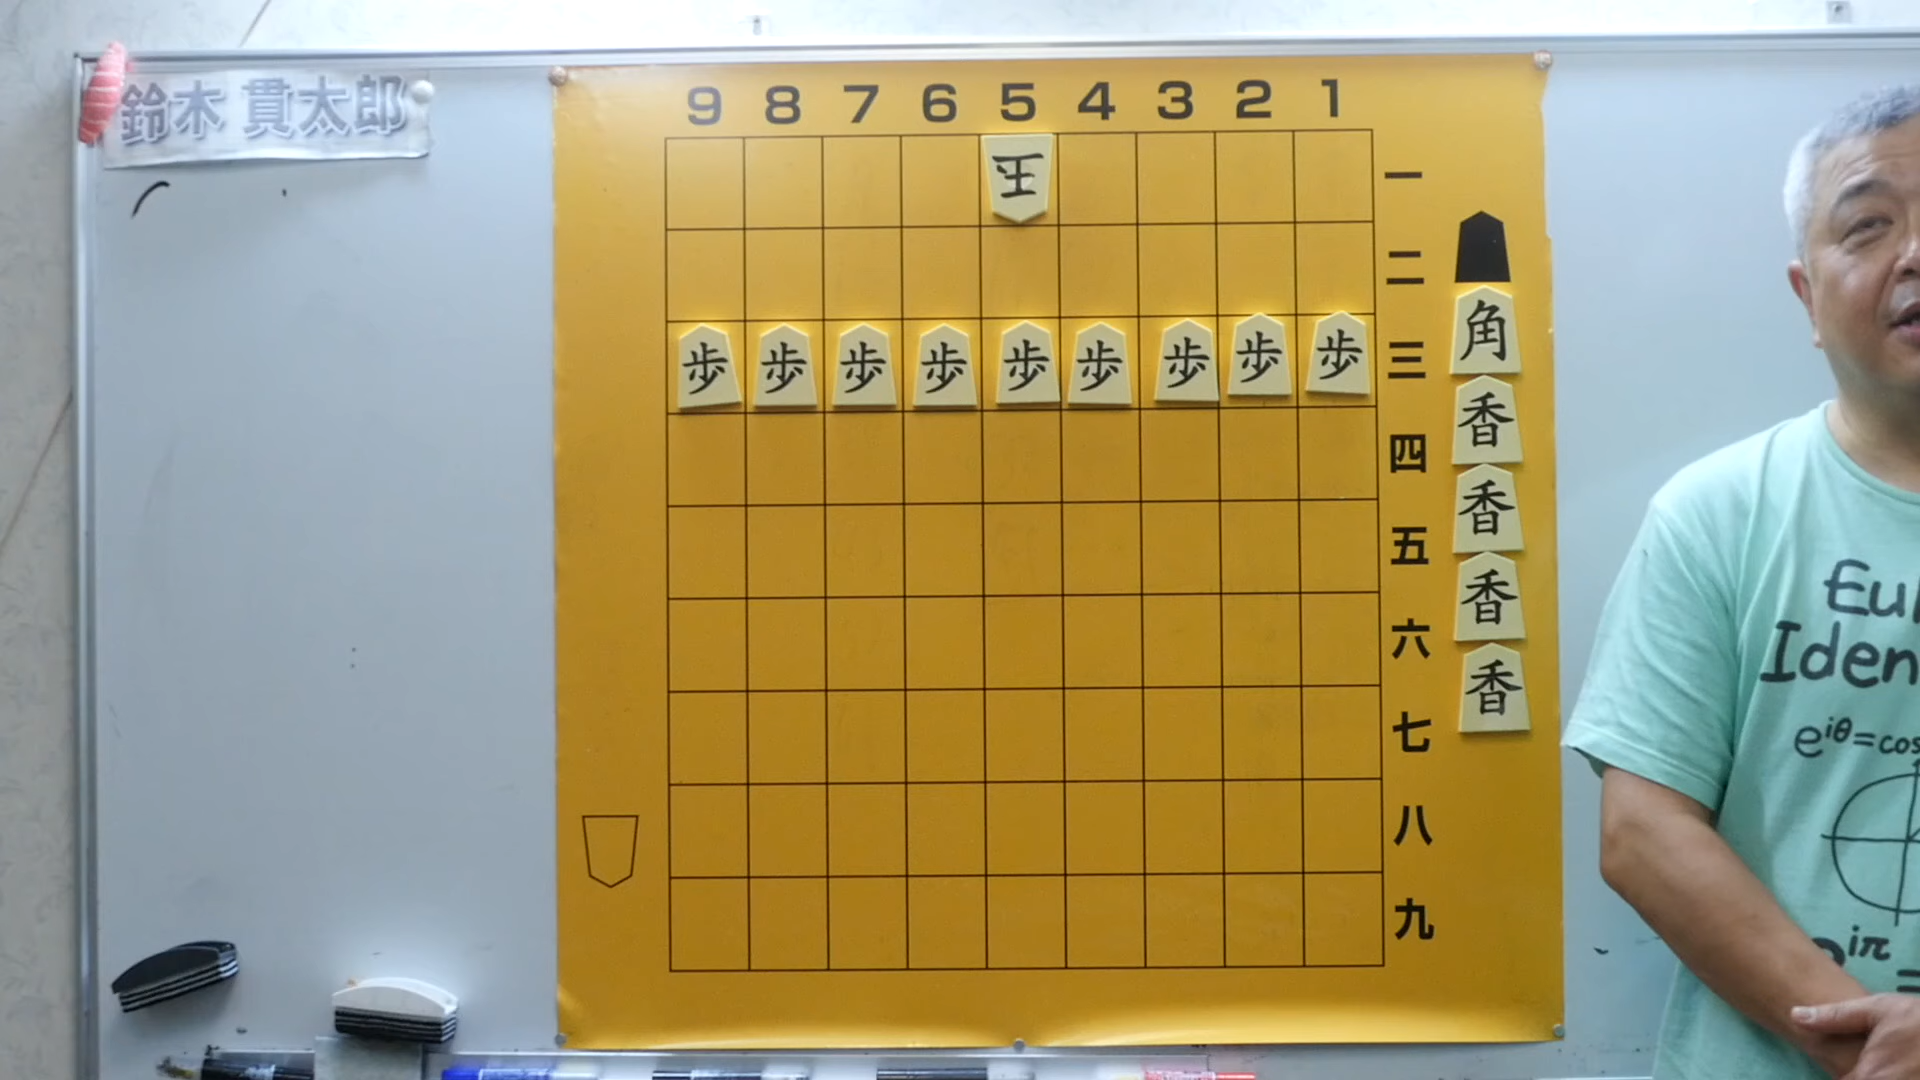 鈴木 貫太郎
9 8 7 6 5 4 3 2 1
王
一
二
歩 歩 歩 歩 歩 歩 歩 歩 歩
三
四
五
六
七
八
九
角
香
香
香
香
Eul
Iden
e^iθ=cos
e^iπ =